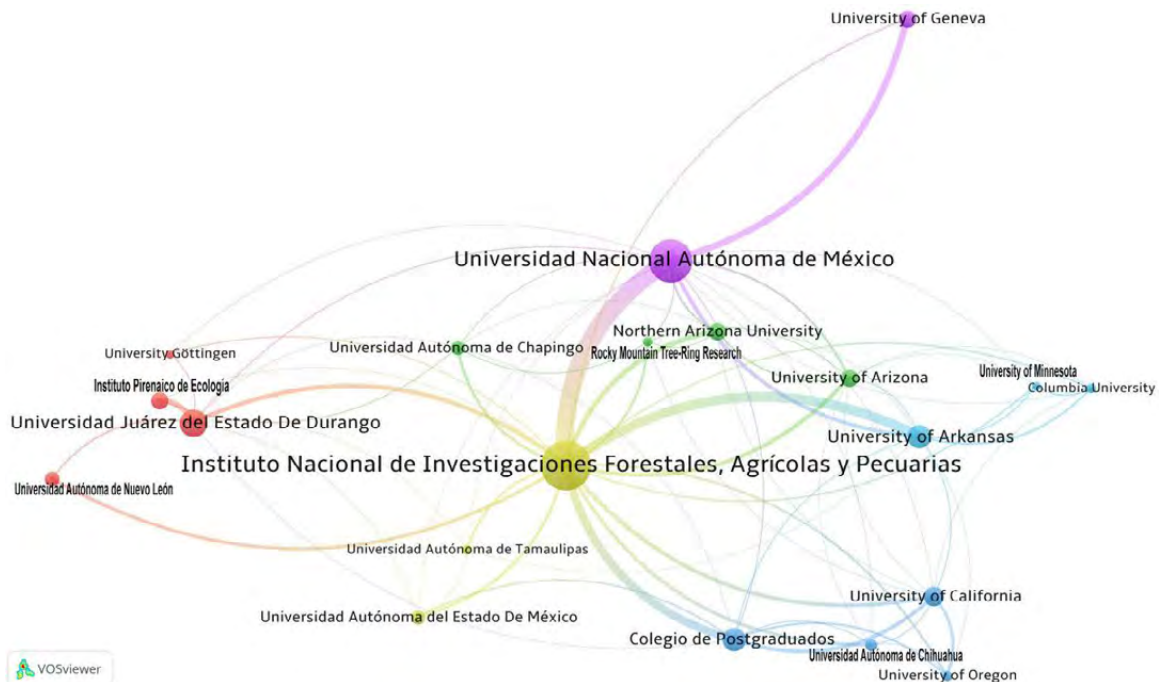 University of Geneva
Universidad Nacional Autónoma de México
Northern Arizona University
Universidad Autónoma de Chapingo
Rocky Mountain Tree-Ring Research
University Göttingen
University of Arizona
University of Minnesota
Instituto Pirenaico de Ecología
Columbia University
Universidad Juárez del Estado De Durango
University of Arkansas
Instituto Nacional de Investigaciones Forestales, Agrícolas y Pecuarias
Universidad Autónoma de Nuevo León
Universidad Autónoma de Tamaulipas
University of California
Universidad Autónoma del Estado De México
Colegio de Postgraduados
Universidad Autónoma de Chihuahua
VOSviewer
University of Oregon